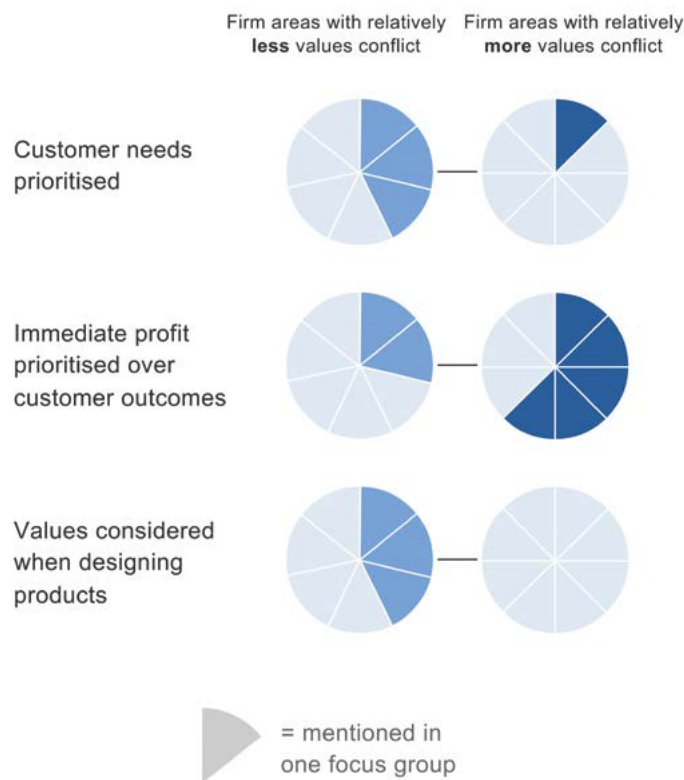 Firm areas with relatively
less values conflict
Firm areas with relatively
more values conflict
Customer needs
prioritised
Immediate profit
prioritised over
customer outcomes
Values considered
when designing
products
= mentioned in
one focus group